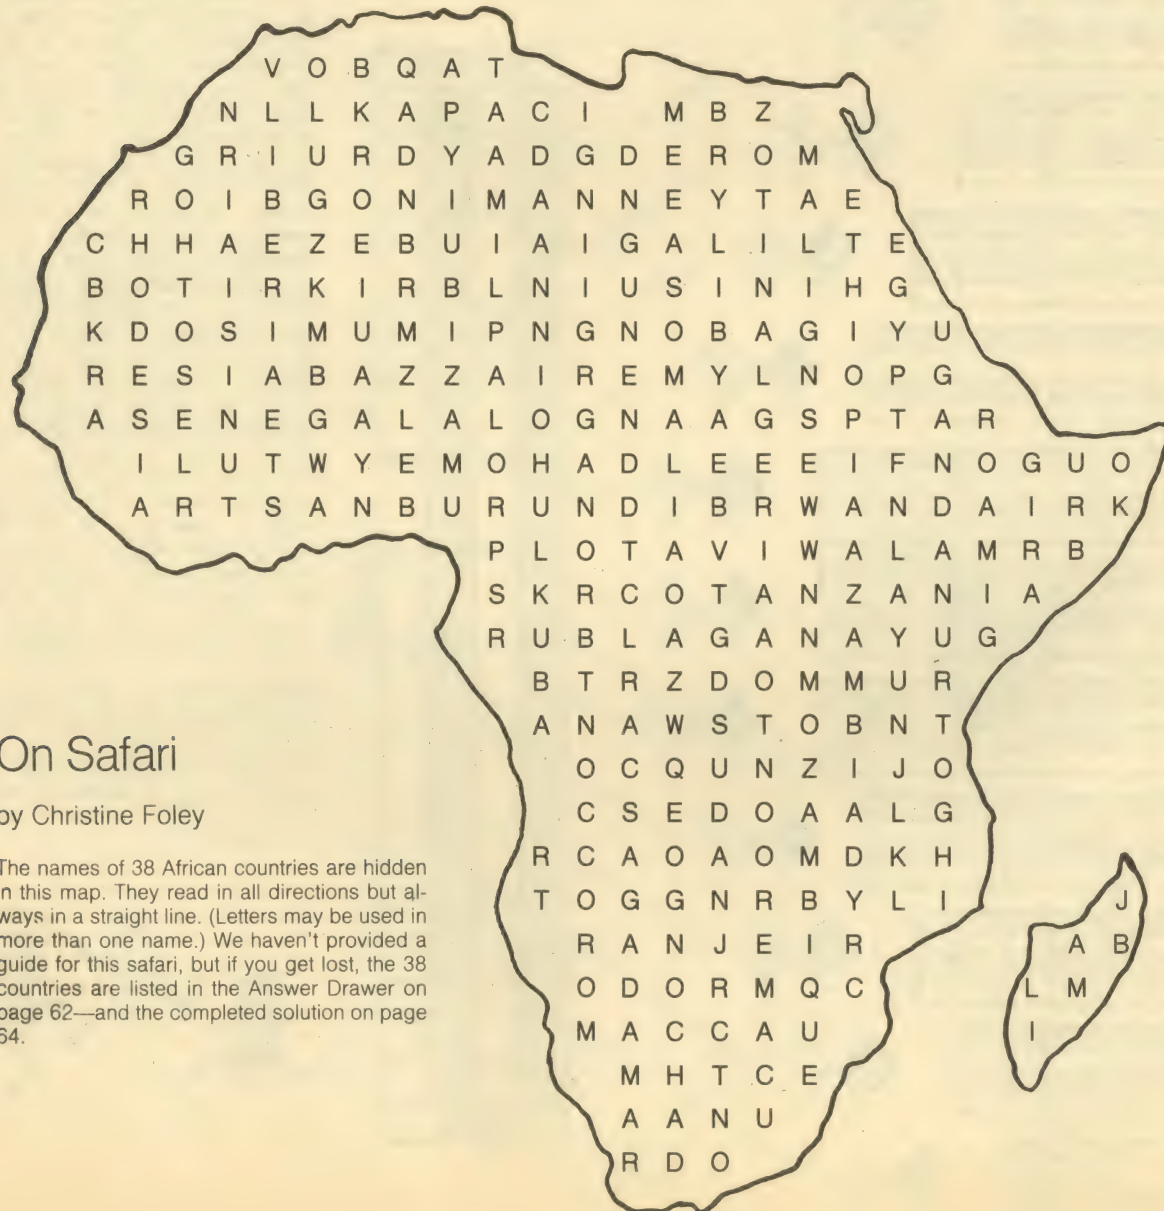 V O B Q A T
N L L K A P A C I M B Z
G R I U R D Y A D G D E R O M
R O I B G O N I M A N N E Y T A E
C H H A E Z E B U I A I G A L I L T E
B O T I R K I R B L N I U S I N I H G
K D O S I M U M I P N G N O B A G I Y U
R E S I A B A Z Z A I R E M Y L N O P G
A S E N E G A L A L O G N A A G S P T A R
I L U T W Y E M O H A D L E E E I F N O G U O
A R T S A N B U R U N D I B R W A N D A I R K
P L O T A V I W A L A M R B
S K R C O T A N Z A N I A
R U B L A G A N A Y U G
B T R Z D O M M U R
A N A W S T O B N T
O C Q U N Z I J O
C S E D O A A L G
R C A O A O M D K H
T O G G N R B Y L I J
R A N J E I R A B
O D O R M Q C L M
M A C C A U I
M H T C E
A A N U
R D O
On Safari
by Christine Foley
The names of 38 African countries are hidden
in this map. They read in all directions but al-
ways in a straight line. (Letters may be used in
more than one name.) We haven't provided a
guide for this safari, but if you get lost, the 38
countries are listed in the Answer Drawer on
page 62—and the completed solution on page
64.